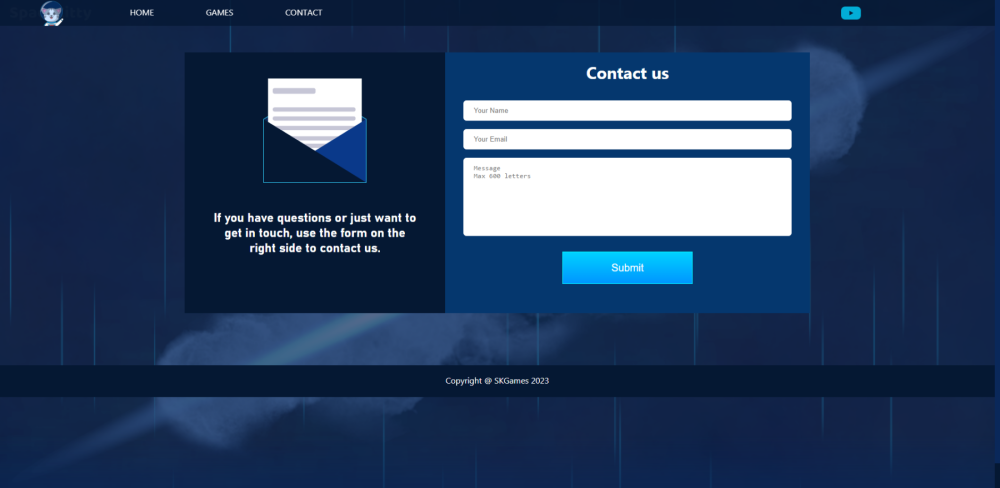 HOME
GAMES
CONTACT
Contact us
Your Name
Your Email
Message
Max 600 letters
Submit
If you have questions or just want to
get in touch, use the form on the
right side to contact us.
Copyright @ SKGames 2023